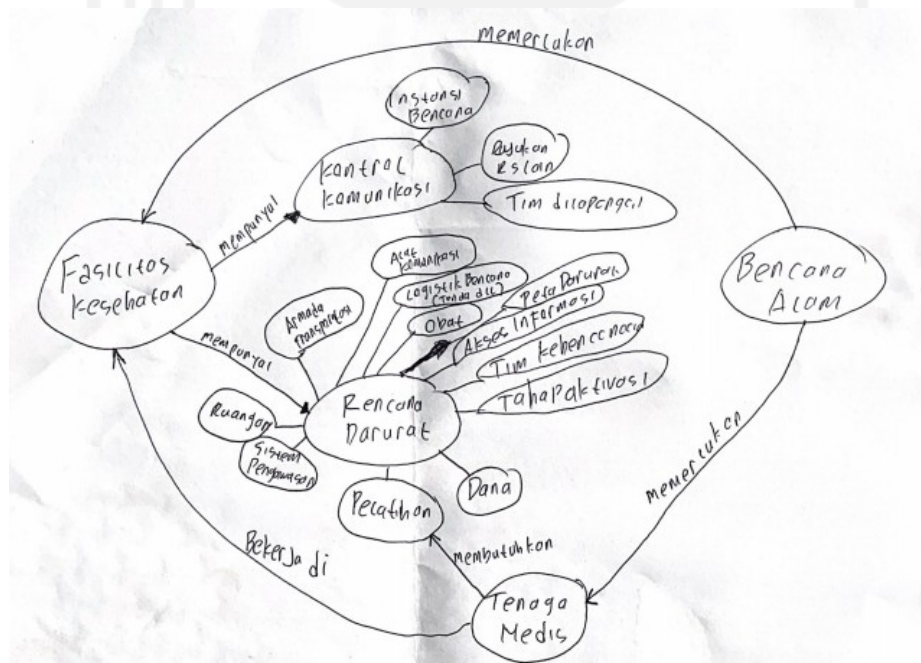 memerlukan
Instansi
Bencana
Kontrol
Komunikasi
Rujukan
RS lain
Tim dilapangan
mempunyai
Fasilitas
Kesehatan
Bencana
Alam
Alat
Komunikasi
Logistik Bencana
(Tenda dll)
Obat
Peta Darurat
Akses Informasi
Tim Kebencanaan
Tahap aktivasi
Armada
Transportasi
mempunyai
Rencana
Darurat
Ruangan
Sistem
Pengawasan
Pelatihan
Dana
memerlukan
Bekerja di
Membutuhkan
Tenaga
Medis